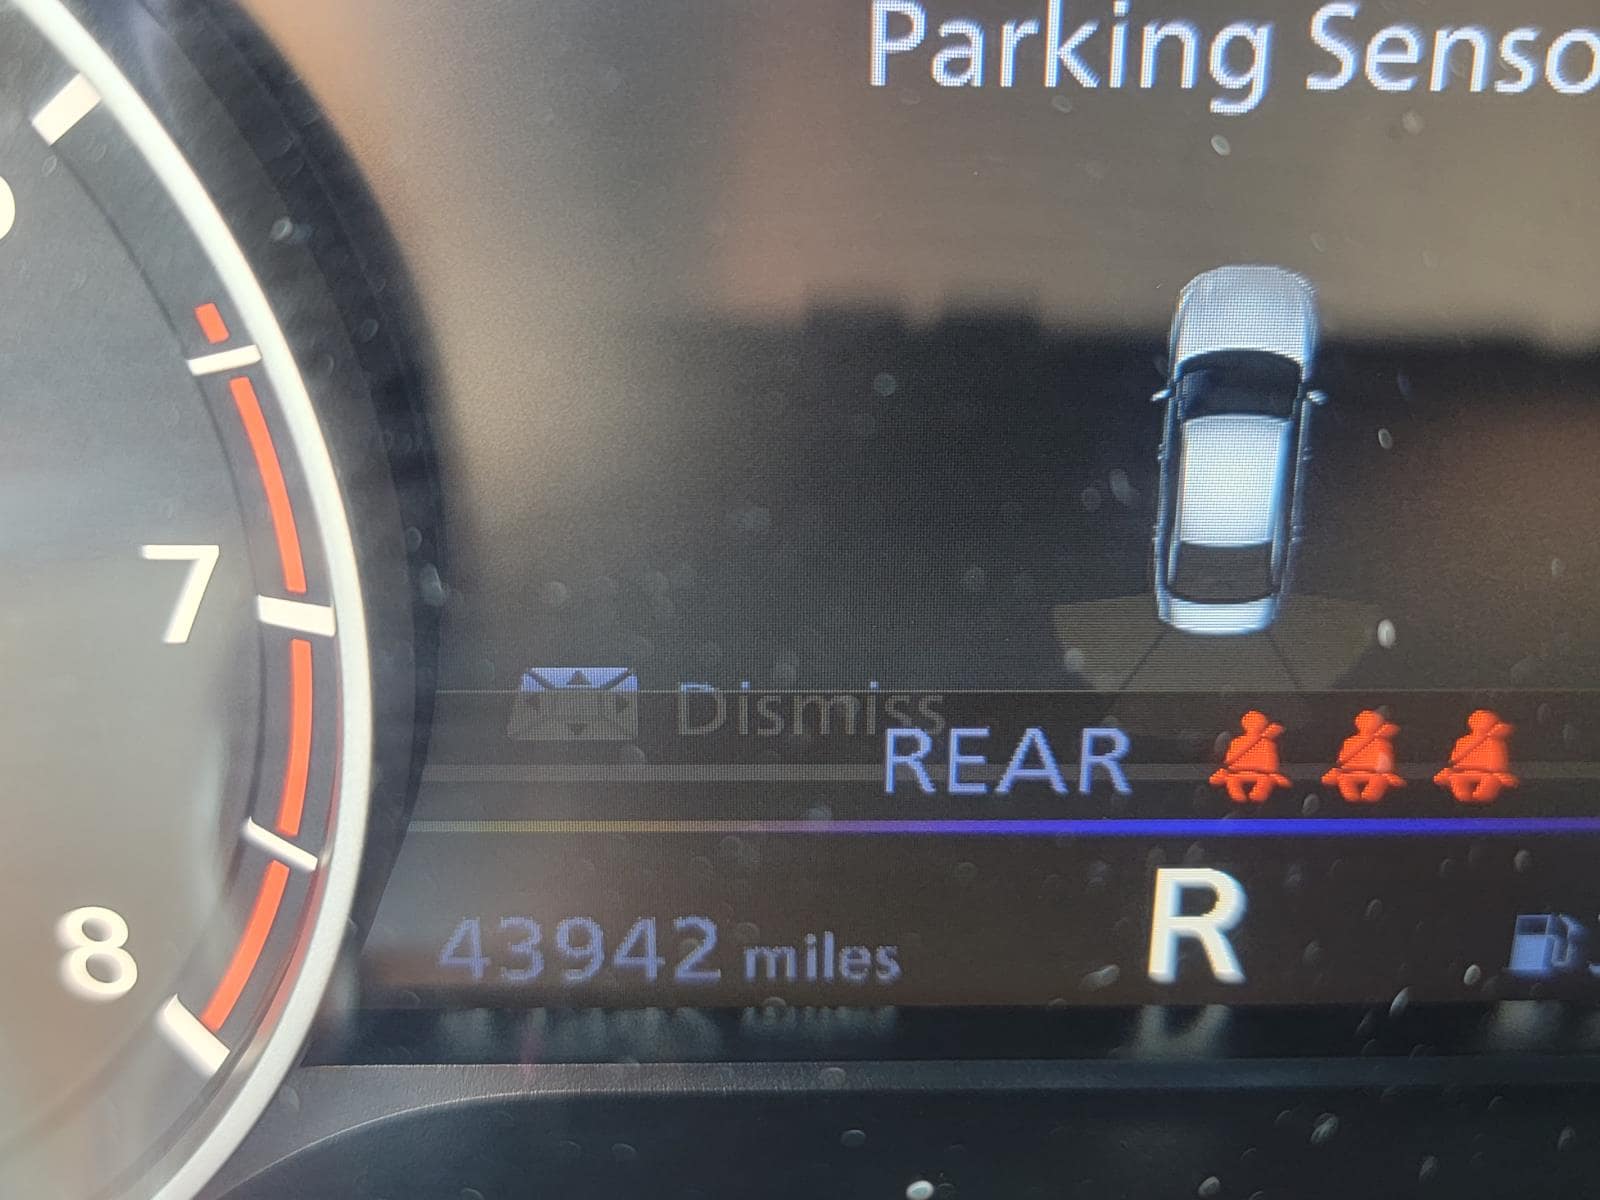 Parking Senso
7
Dismiss
REAR
8
43942 miles
R